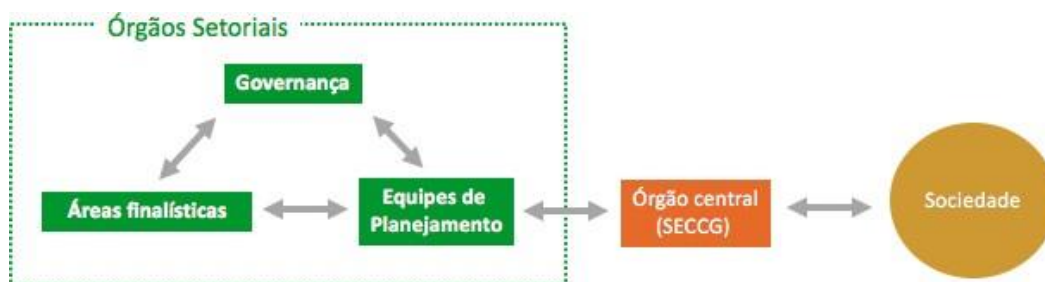 Órgãos Setoriais
Governança
Áreas finalísticas
Equipes de
Planejamento
Órgão central
(SECCG)
Sociedade